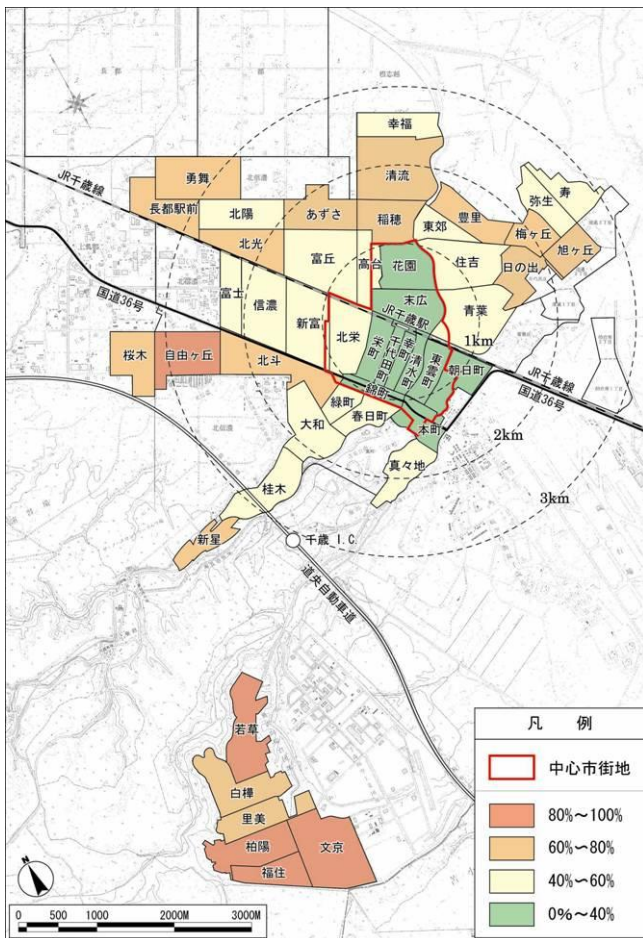 幸福
清流
勇舞
長都駅前
北陽
あずさ
稲穂
豊里
弥生
寿
梅ヶ丘
旭ヶ丘
東郊
日の出
住吉
北光
富丘
高台
花園
JR千歳線
国道36号
富士
信濃
新富
北栄
末広
JR千歳駅
青葉
1km
栄町
千代田町
幸町
清水町
東雲町
朝日町
JR千歳線
国道36号
桜木
自由ヶ丘
北斗
錦町
緑町
春日町
本町
大和
真々地
2km
3km
桂木
新星
千歳 I.C.
道央自動車道
若草
白樺
里美
柏陽
文京
福住
凡 例
中心市街地
80%～100%
60%～80%
40%～60%
0%～40%
N
0 500 1000 2000M 3000M